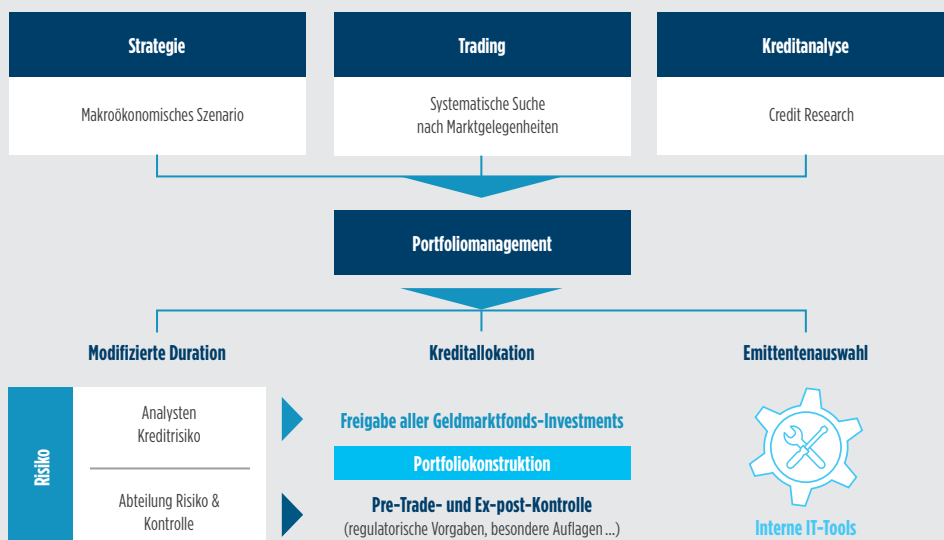 Strategie
Trading
Kreditanalyse
Makroökonomisches Szenario
Systematische Suche
nach Marktgelegenheiten
Credit Research
Portfoliomanagement
Modifizierte Duration
Kreditallokation
Emittentenauswahl
Risiko
Analysten
Kreditrisiko
Abteilung Risiko &
Kontrolle
Freigabe aller Geldmarktfonds-Investments
Portfoliokonstruktion
Pre-Trade- und Ex-post-Kontrolle
(regulatorische Vorgaben, besondere Auflagen ...)
Interne IT-Tools